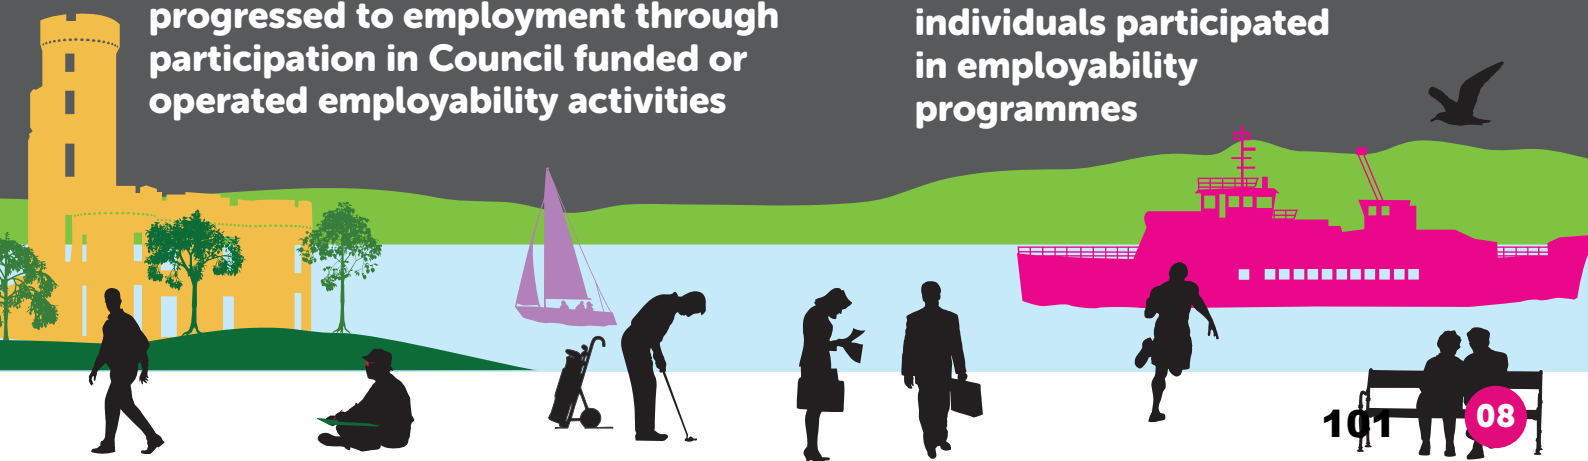 progressed to employment through
participation in Council funded or
operated employability activities
individuals participated
in employability
programmes
101
08